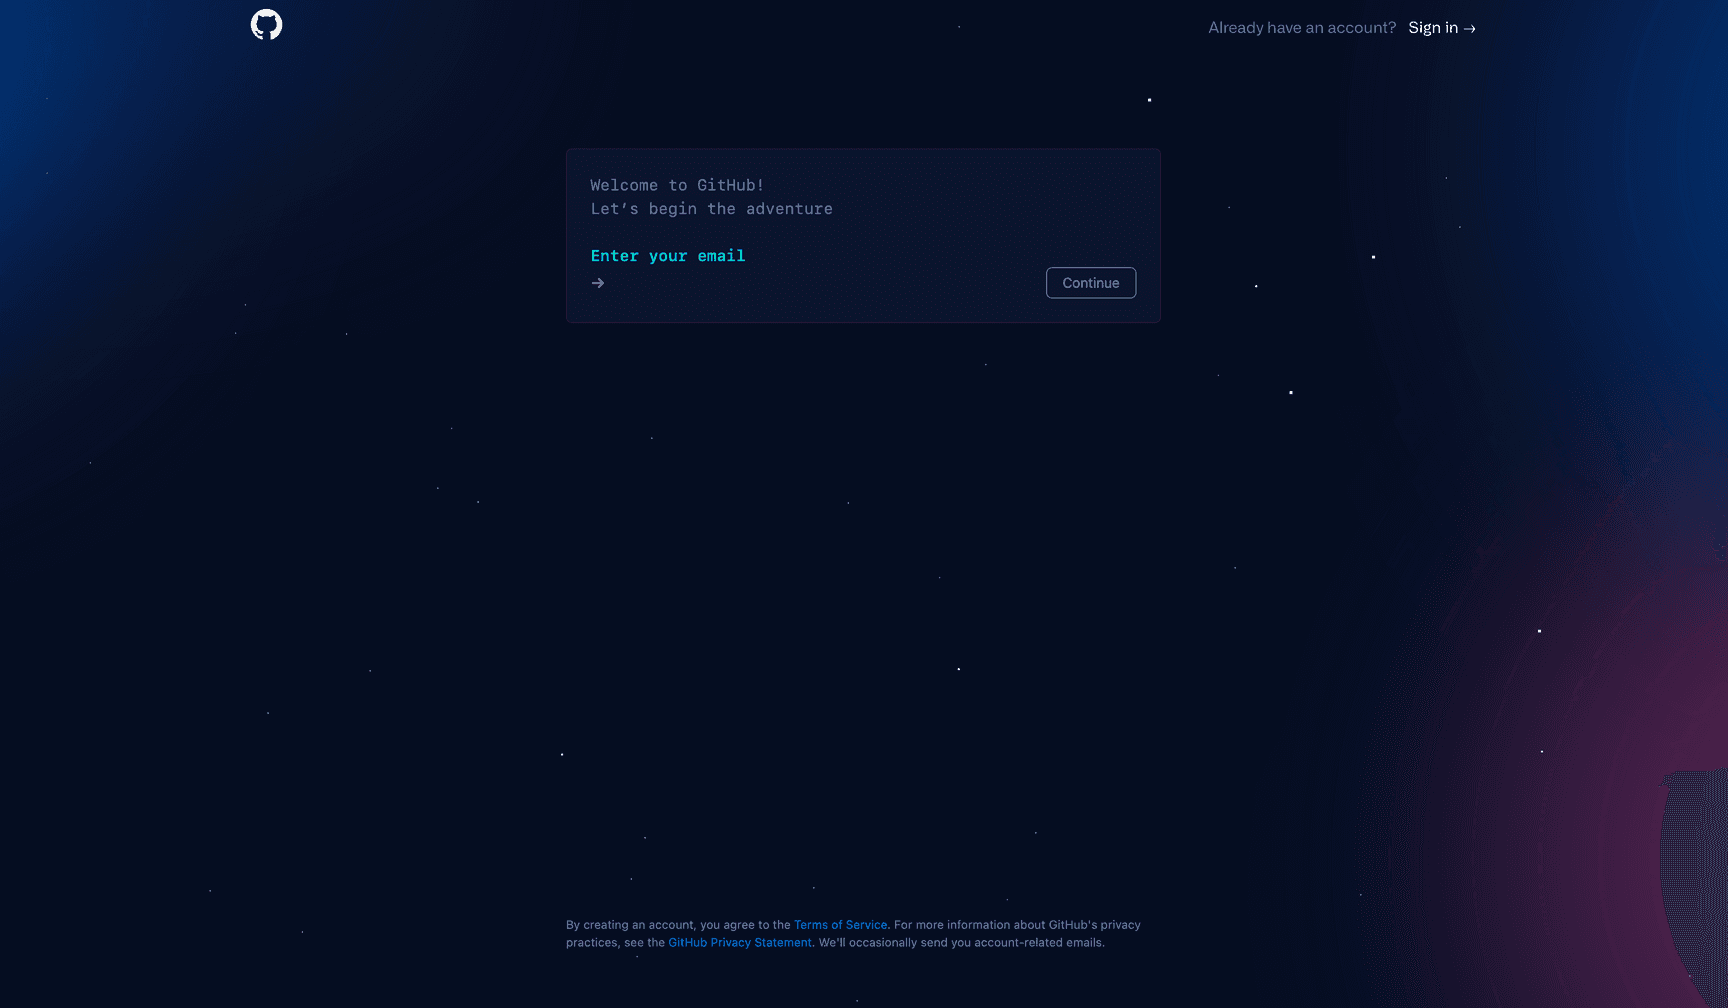 Already have an account? Sign in →
Welcome to GitHub!
Let’s begin the adventure
Enter your email
→
Continue
By creating an account, you agree to the Terms of Service. For more information about GitHub's privacy
practices, see the GitHub Privacy Statement. We'll occasionally send you account-related emails.